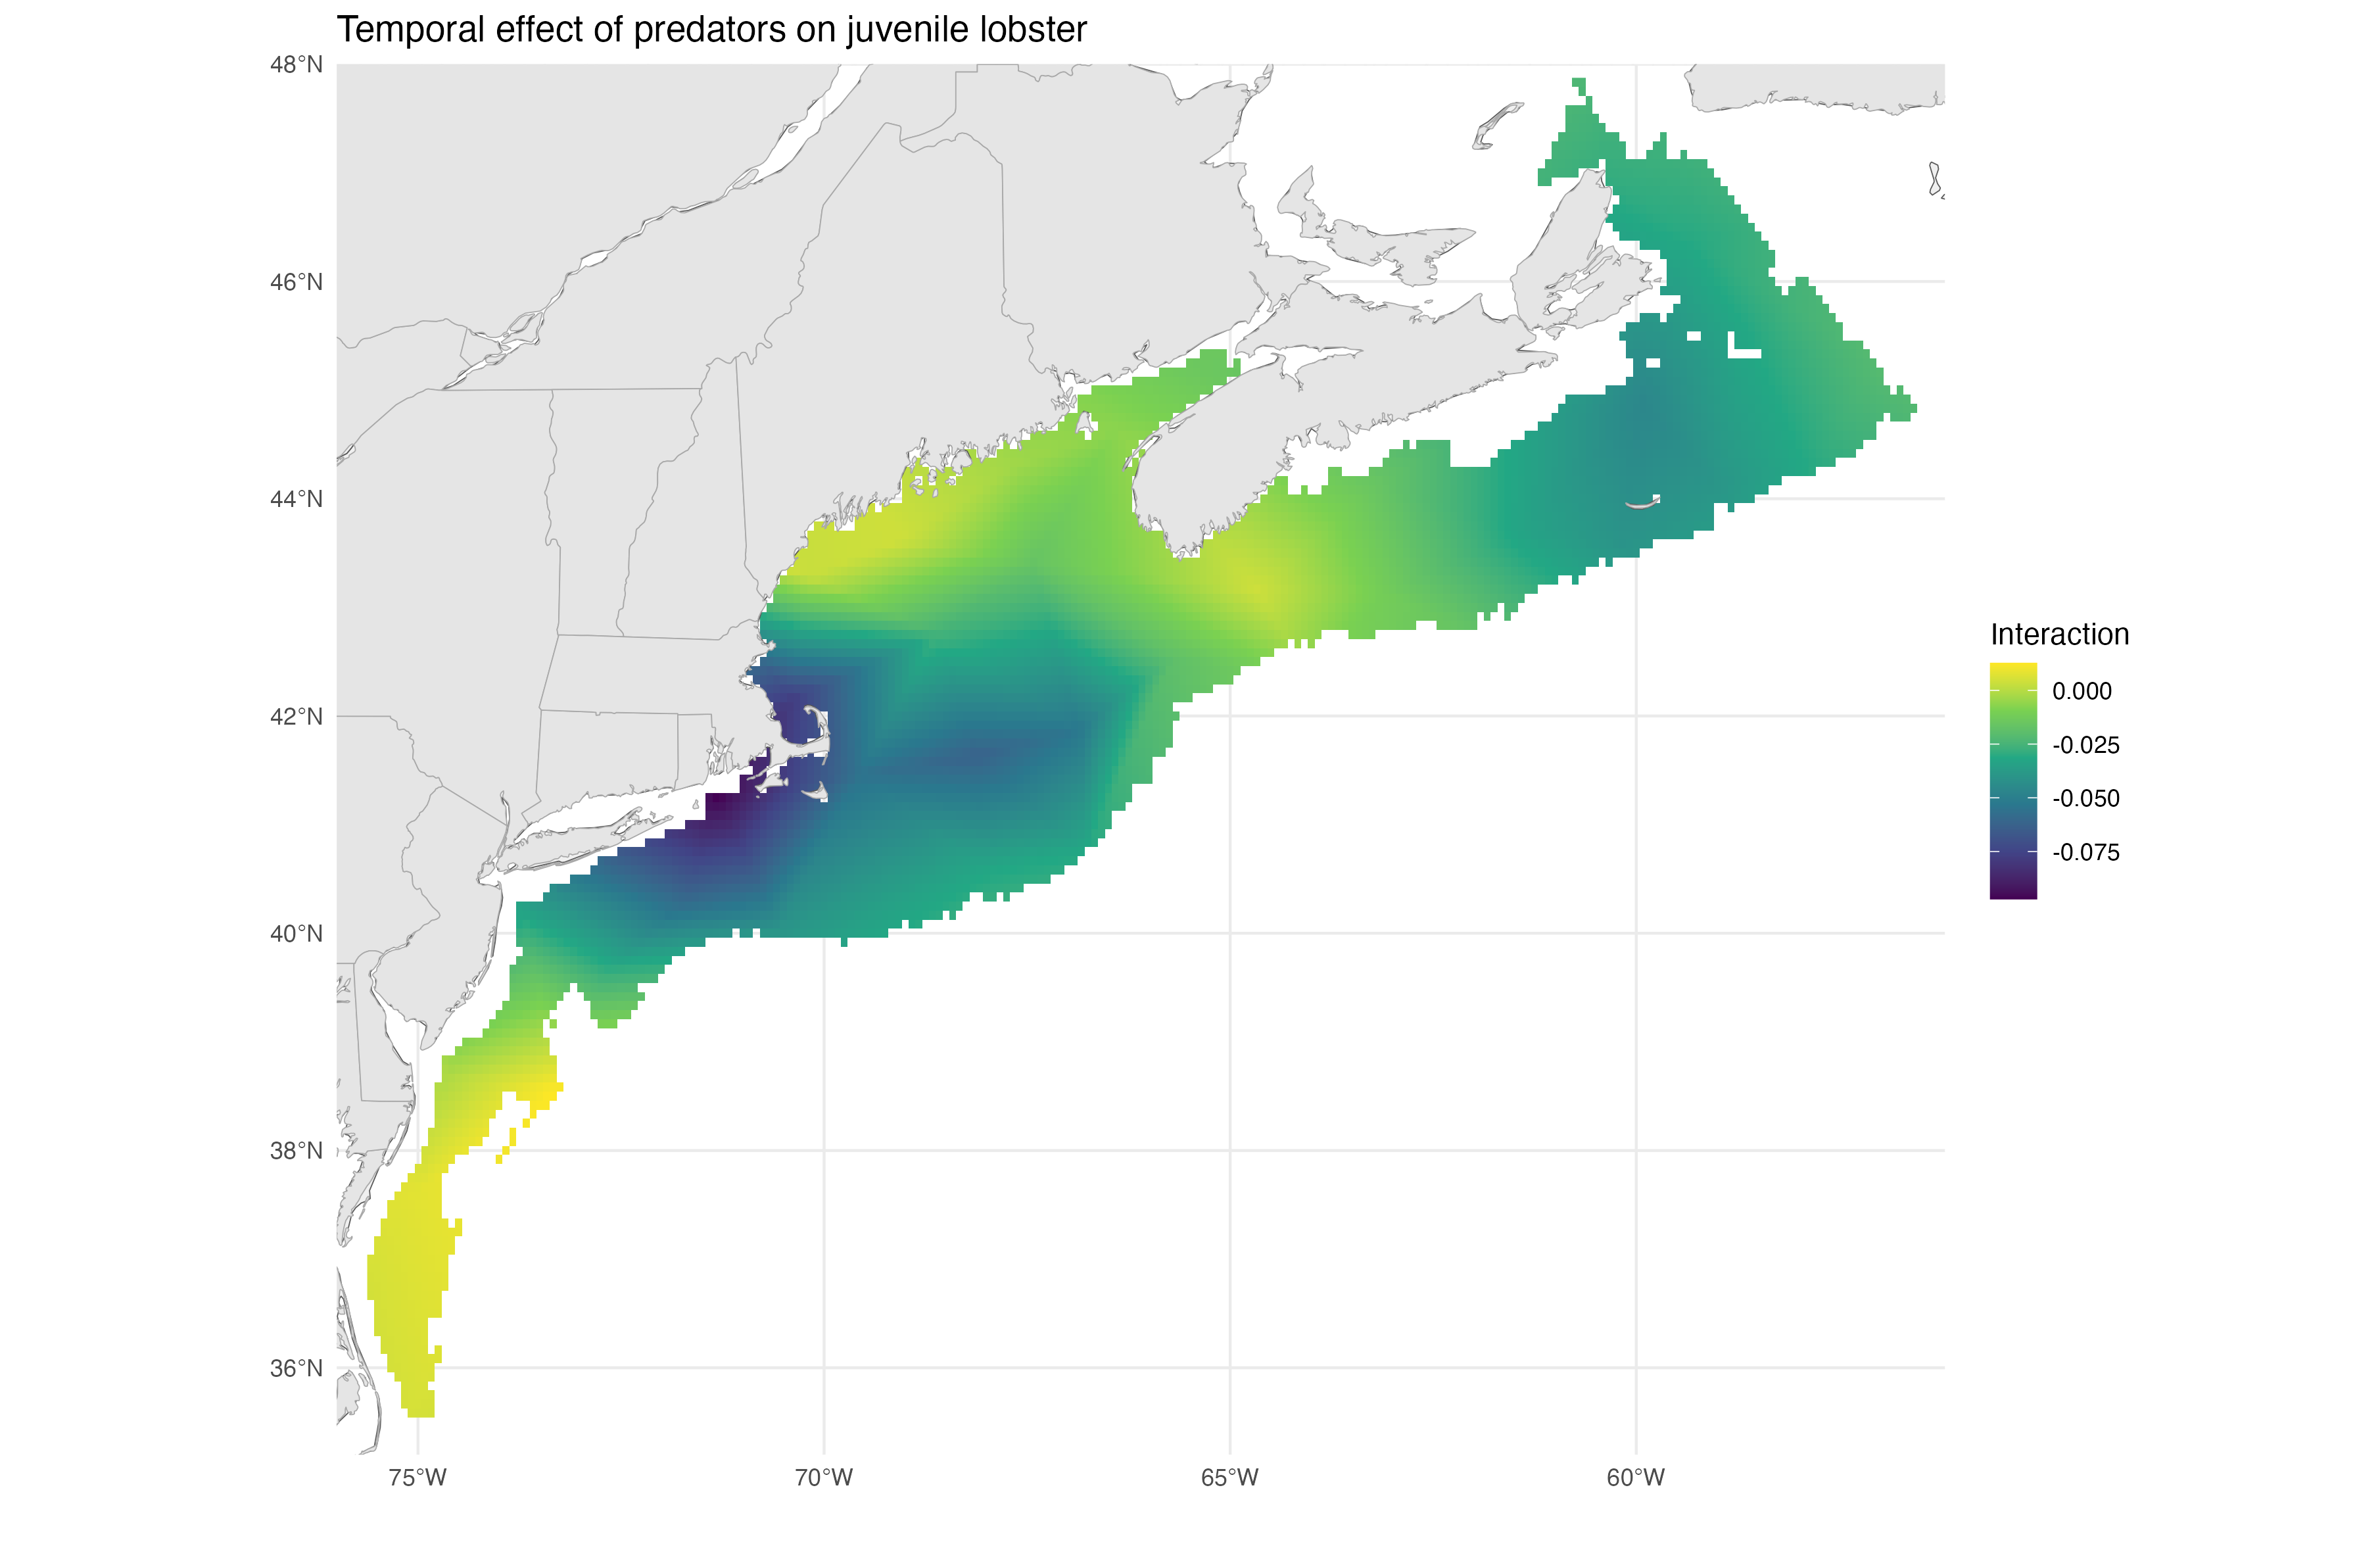 Temporal effect of predators on juvenile lobster
48°N
46°N
44°N
42°N
40°N
38°N
36°N
75°W
70°W
65°W
60°W
Interaction
0.000
-0.025
-0.050
-0.075